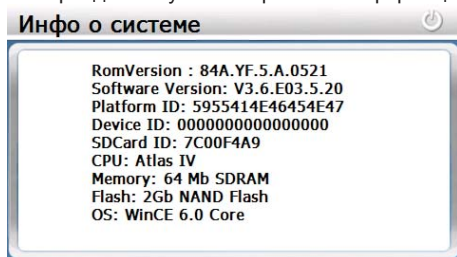 Инфо о системе
RomVersion : 84A.YF.5.A.0521
Software Version: V3.6.E03.5.20
Platform ID: 5955414E46454E47
Device ID: 0000000000000000
SDCard ID: 7C00F4A9
CPU: Atlas IV
Memory: 64 Mb SDRAM
Flash: 2Gb NAND Flash
OS: WinCE 6.0 Core